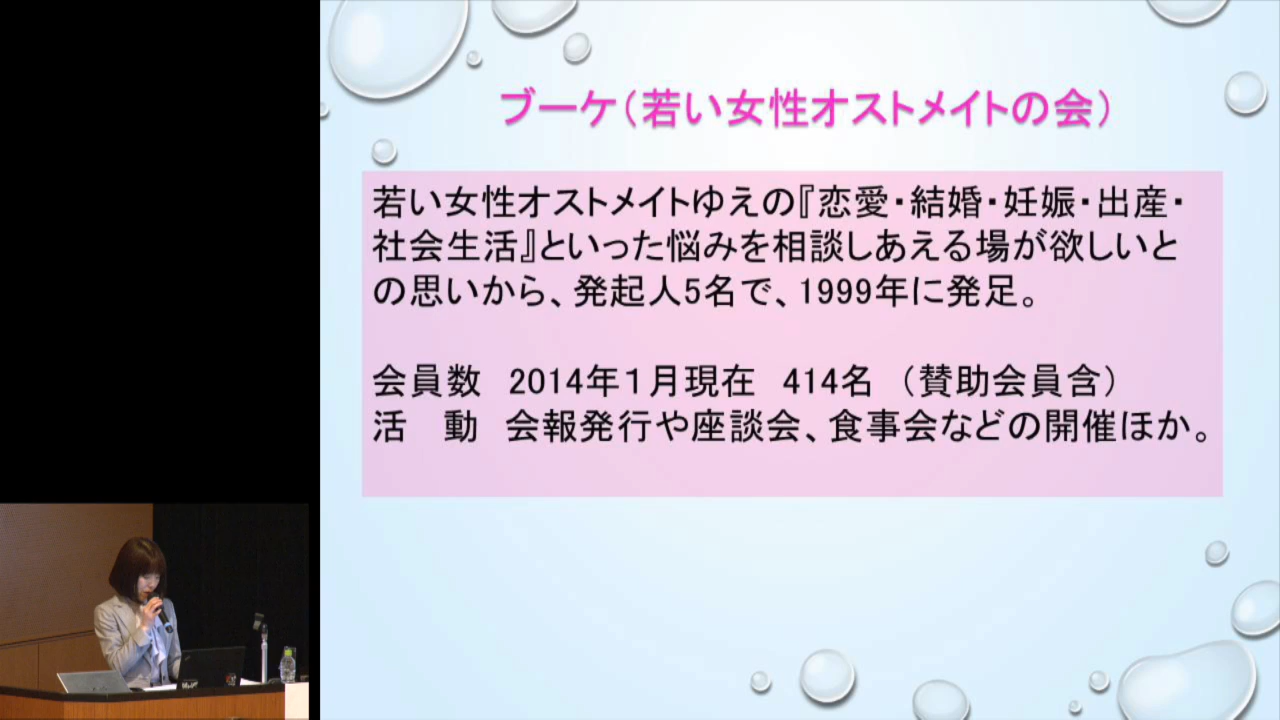 ブーケ（若い女性オストメイトの会）
若い女性オストメイトゆえの『恋愛・結婚・妊娠・出産・
社会生活』といった悩みを相談しあえる場が欲しいと
の思いから、発起人5名で、1999年に発足。
会員数　2014年１月現在　414名　（賛助会員含）
活　動　会報発行や座談会、食事会などの開催ほか。